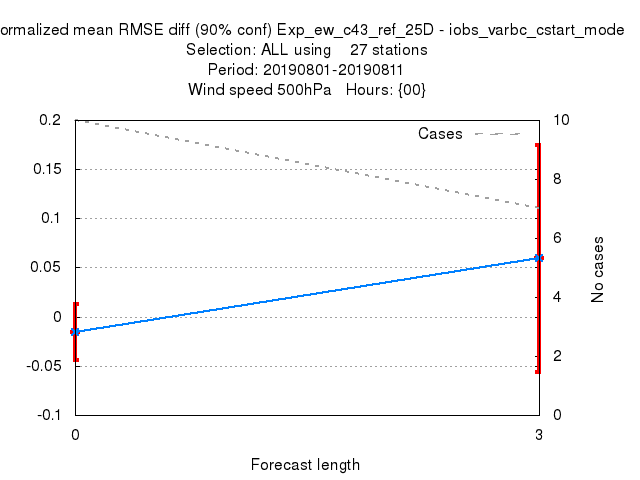 ormalized mean RMSE diff (90% conf) Exp_ew_c43_ref_25D - iobs_varbc_cstart_mode
Selection: ALL using 27 stations
Period: 20190801-20190811
Wind speed 500hPa Hours: {00}
Cases
0.2
0.15
0.1
0.05
0
-0.05
-0.1
10
8
6
4
2
0
No cases
0
3
Forecast length